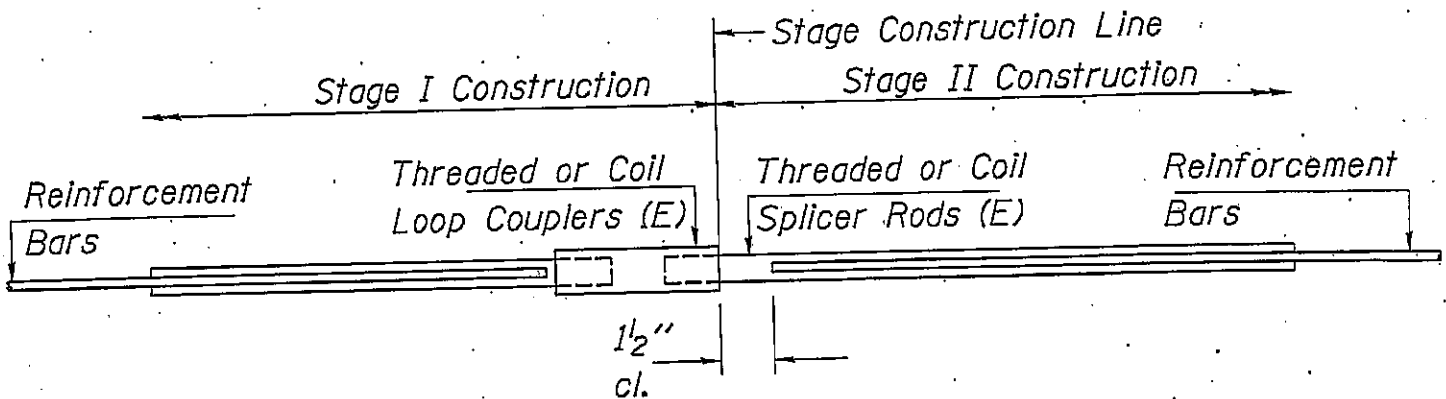 Stage Construction Line
Stage I Construction
Stage II Construction
Reinforcement
Bars
Threaded or Coil
Loop Couplers (E)
Threaded or Coil
Splicer Rods (E)
Reinforcement
Bars
1½"
cl.